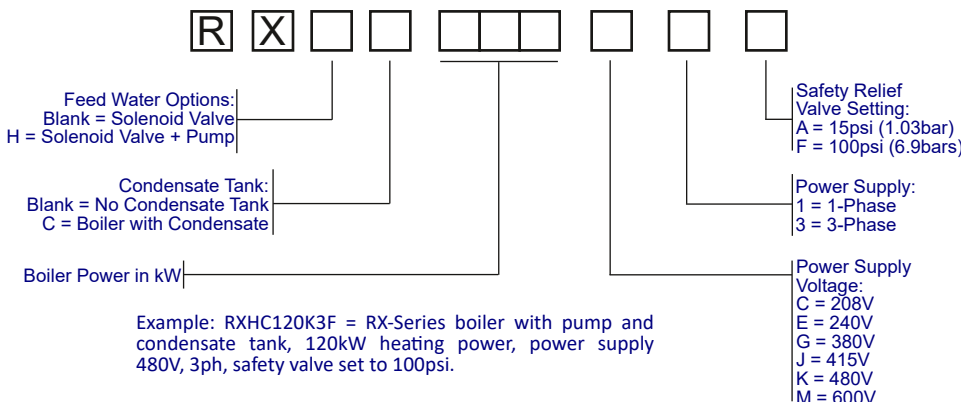 R X
Feed Water Options:
Blank = Solenoid Valve
H = Solenoid Valve + Pump
Condensate Tank:
Blank = No Condensate Tank
C = Boiler with Condensate
Boiler Power in kW
Safety Relief
Valve Setting:
A = 15psi (1.03bar)
F = 100psi (6.9bars)
Power Supply:
1 = 1-Phase
3 = 3-Phase
Power Supply
Voltage:
C = 208V
E = 240V
G = 380V
J = 415V
K = 480V
M = 600V
Example: RXHC120K3F = RX-Series boiler with pump and
condensate tank, 120kW heating power, power supply
480V, 3ph, safety valve set to 100psi.